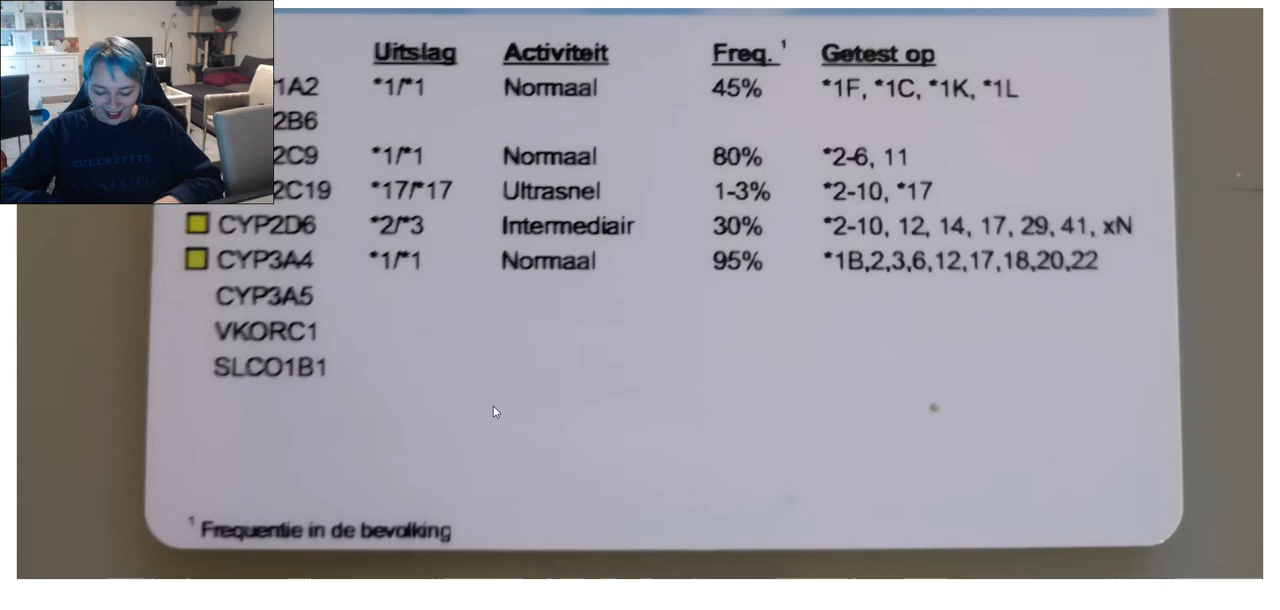 Uitslag Activiteit Freq. ¹ Getest op
1A2 *1/*1 Normaal 45% *1F, *1C, *1K, *1L
2B6
2C9 *1/*1 Normaal 80% *2-6, 11
2C19 *17/*17 Ultrasnel 1-3% *2-10, *17
CYP2D6 *2/*3 Intermediair 30% *2-10, 12, 14, 17, 29, 41, xN
CYP3A4 *1/*1 Normaal 95% *1B,2,3,6,12,17,18,20,22
CYP3A5
VKORC1
SLCO1B1
¹ Frequentie in de bevolking
COLLECTIVE